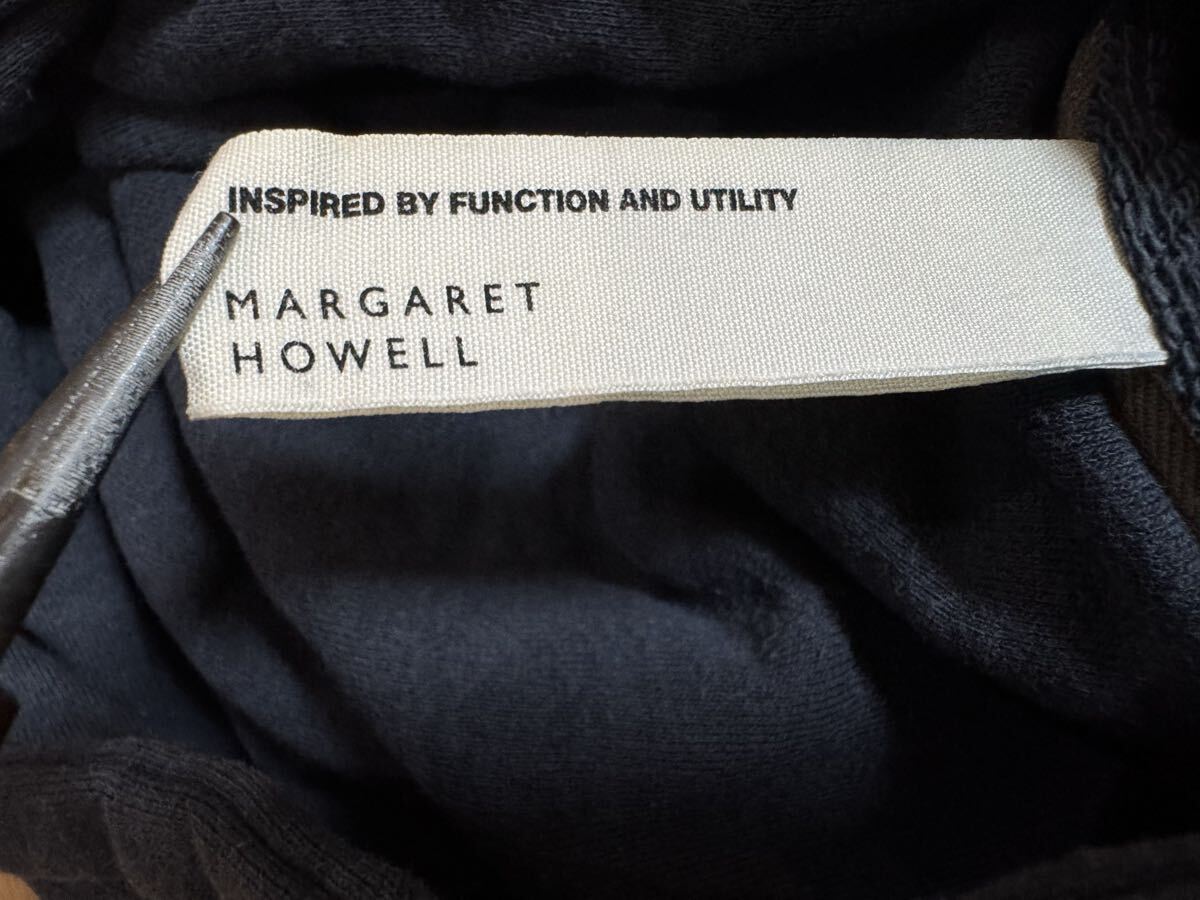 INSPIRED BY FUNCTION AND UTILITY
MARGARET
HOWELL